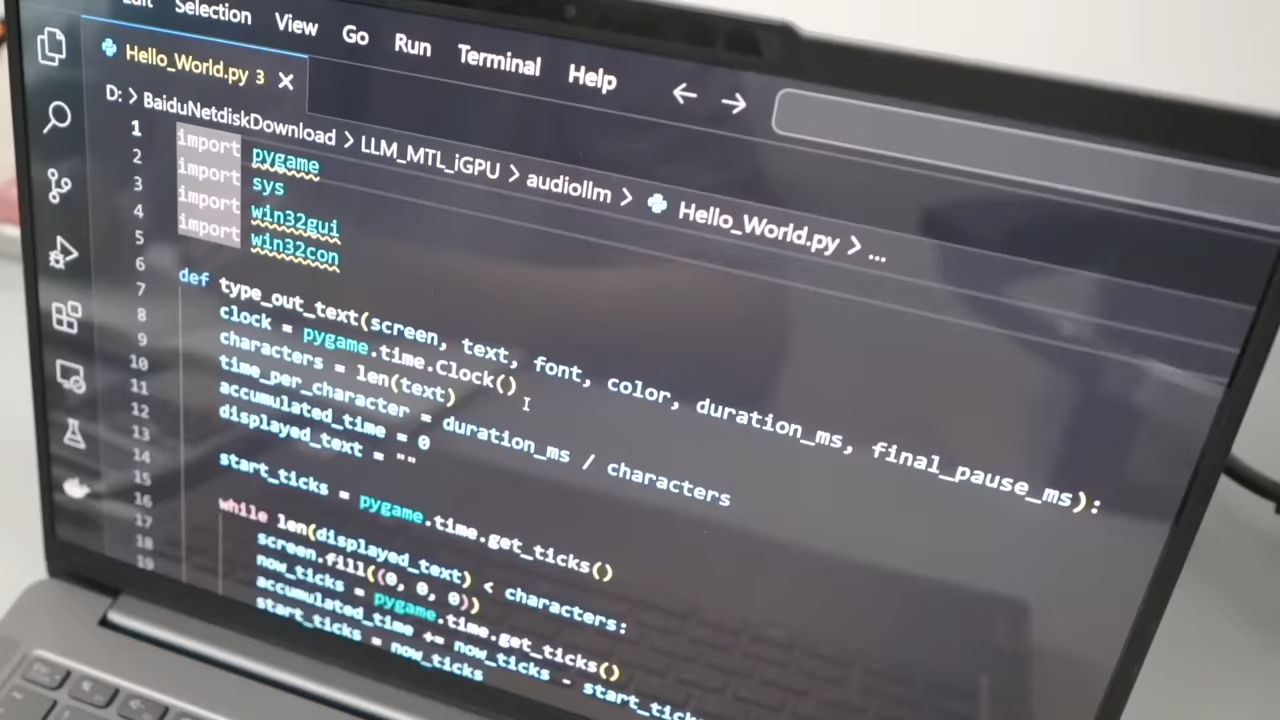 Edit Selection View Go Run Terminal Help
Hello_World.py 3
D: > BaiduNetdiskDownload > LLM_MTL_iGPU > audiollm > Hello_World.py > ...
1 import pygame
2 import sys
3 import win32gui
4 import win32con
5
6 def type_out_text(screen, text, font, color, duration_ms, final_pause_ms):
7 clock = pygame.time.Clock()
8 characters = len(text)
9 time_per_character = duration_ms / characters
10 accumulated_time = 0
11 displayed_text = ""
12
13 start_ticks = pygame.time.get_ticks()
14
15 while len(displayed_text) < characters:
16 screen.fill((0, 0, 0))
17 now_ticks = pygame.time.get_ticks()
18 accumulated_time += now_ticks - start_ticks
19 start_ticks = now_ticks